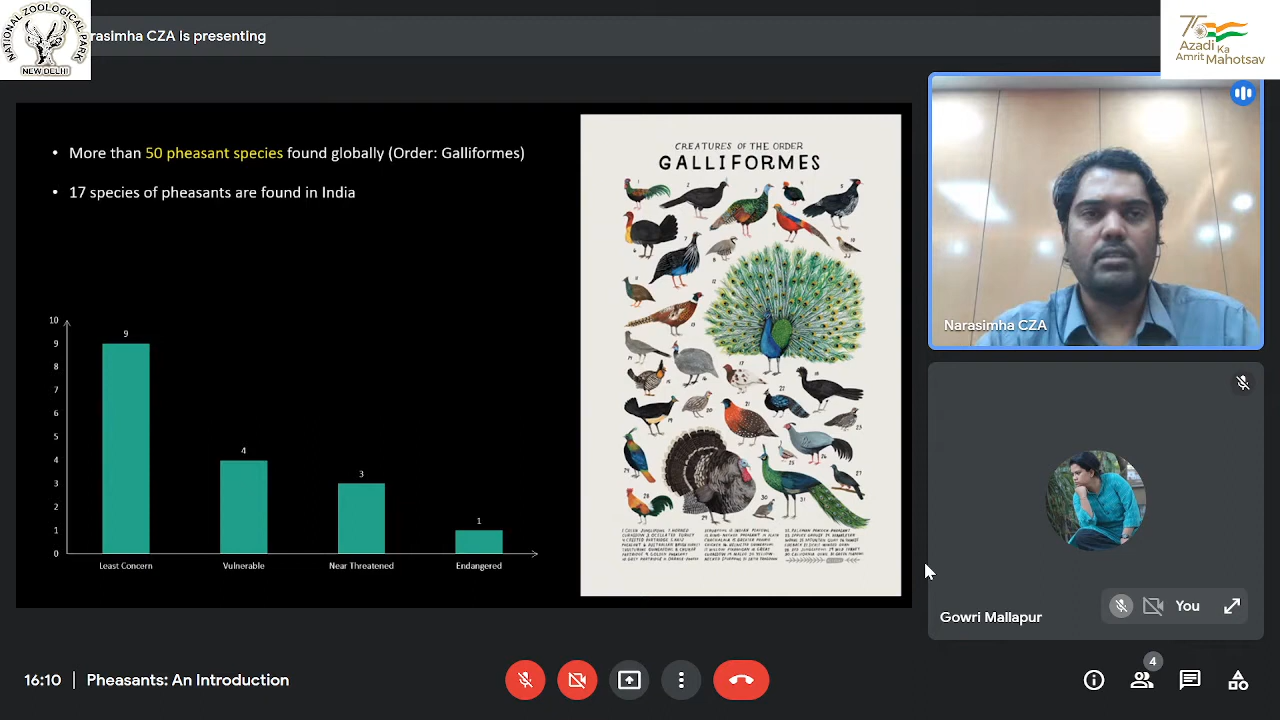 NATIONAL ZOOLOGICAL PARK
NEW DELHI
arasimha CZA is presenting
75
Azadi
Ka
Amrit
Mahotsav
• More than 50 pheasant species found globally (Order: Galliformes)
• 17 species of pheasants are found in India
10
9
8
7
6
5
4
3
2
1
0
9
4
3
1
Least Concern
Vulnerable
Near Threatened
Endangered
CREATURES OF THE ORDER
GALLIFORMES
Narasimha CZA
Gowri Mallapur
You
16:10
Pheasants: An Introduction
4